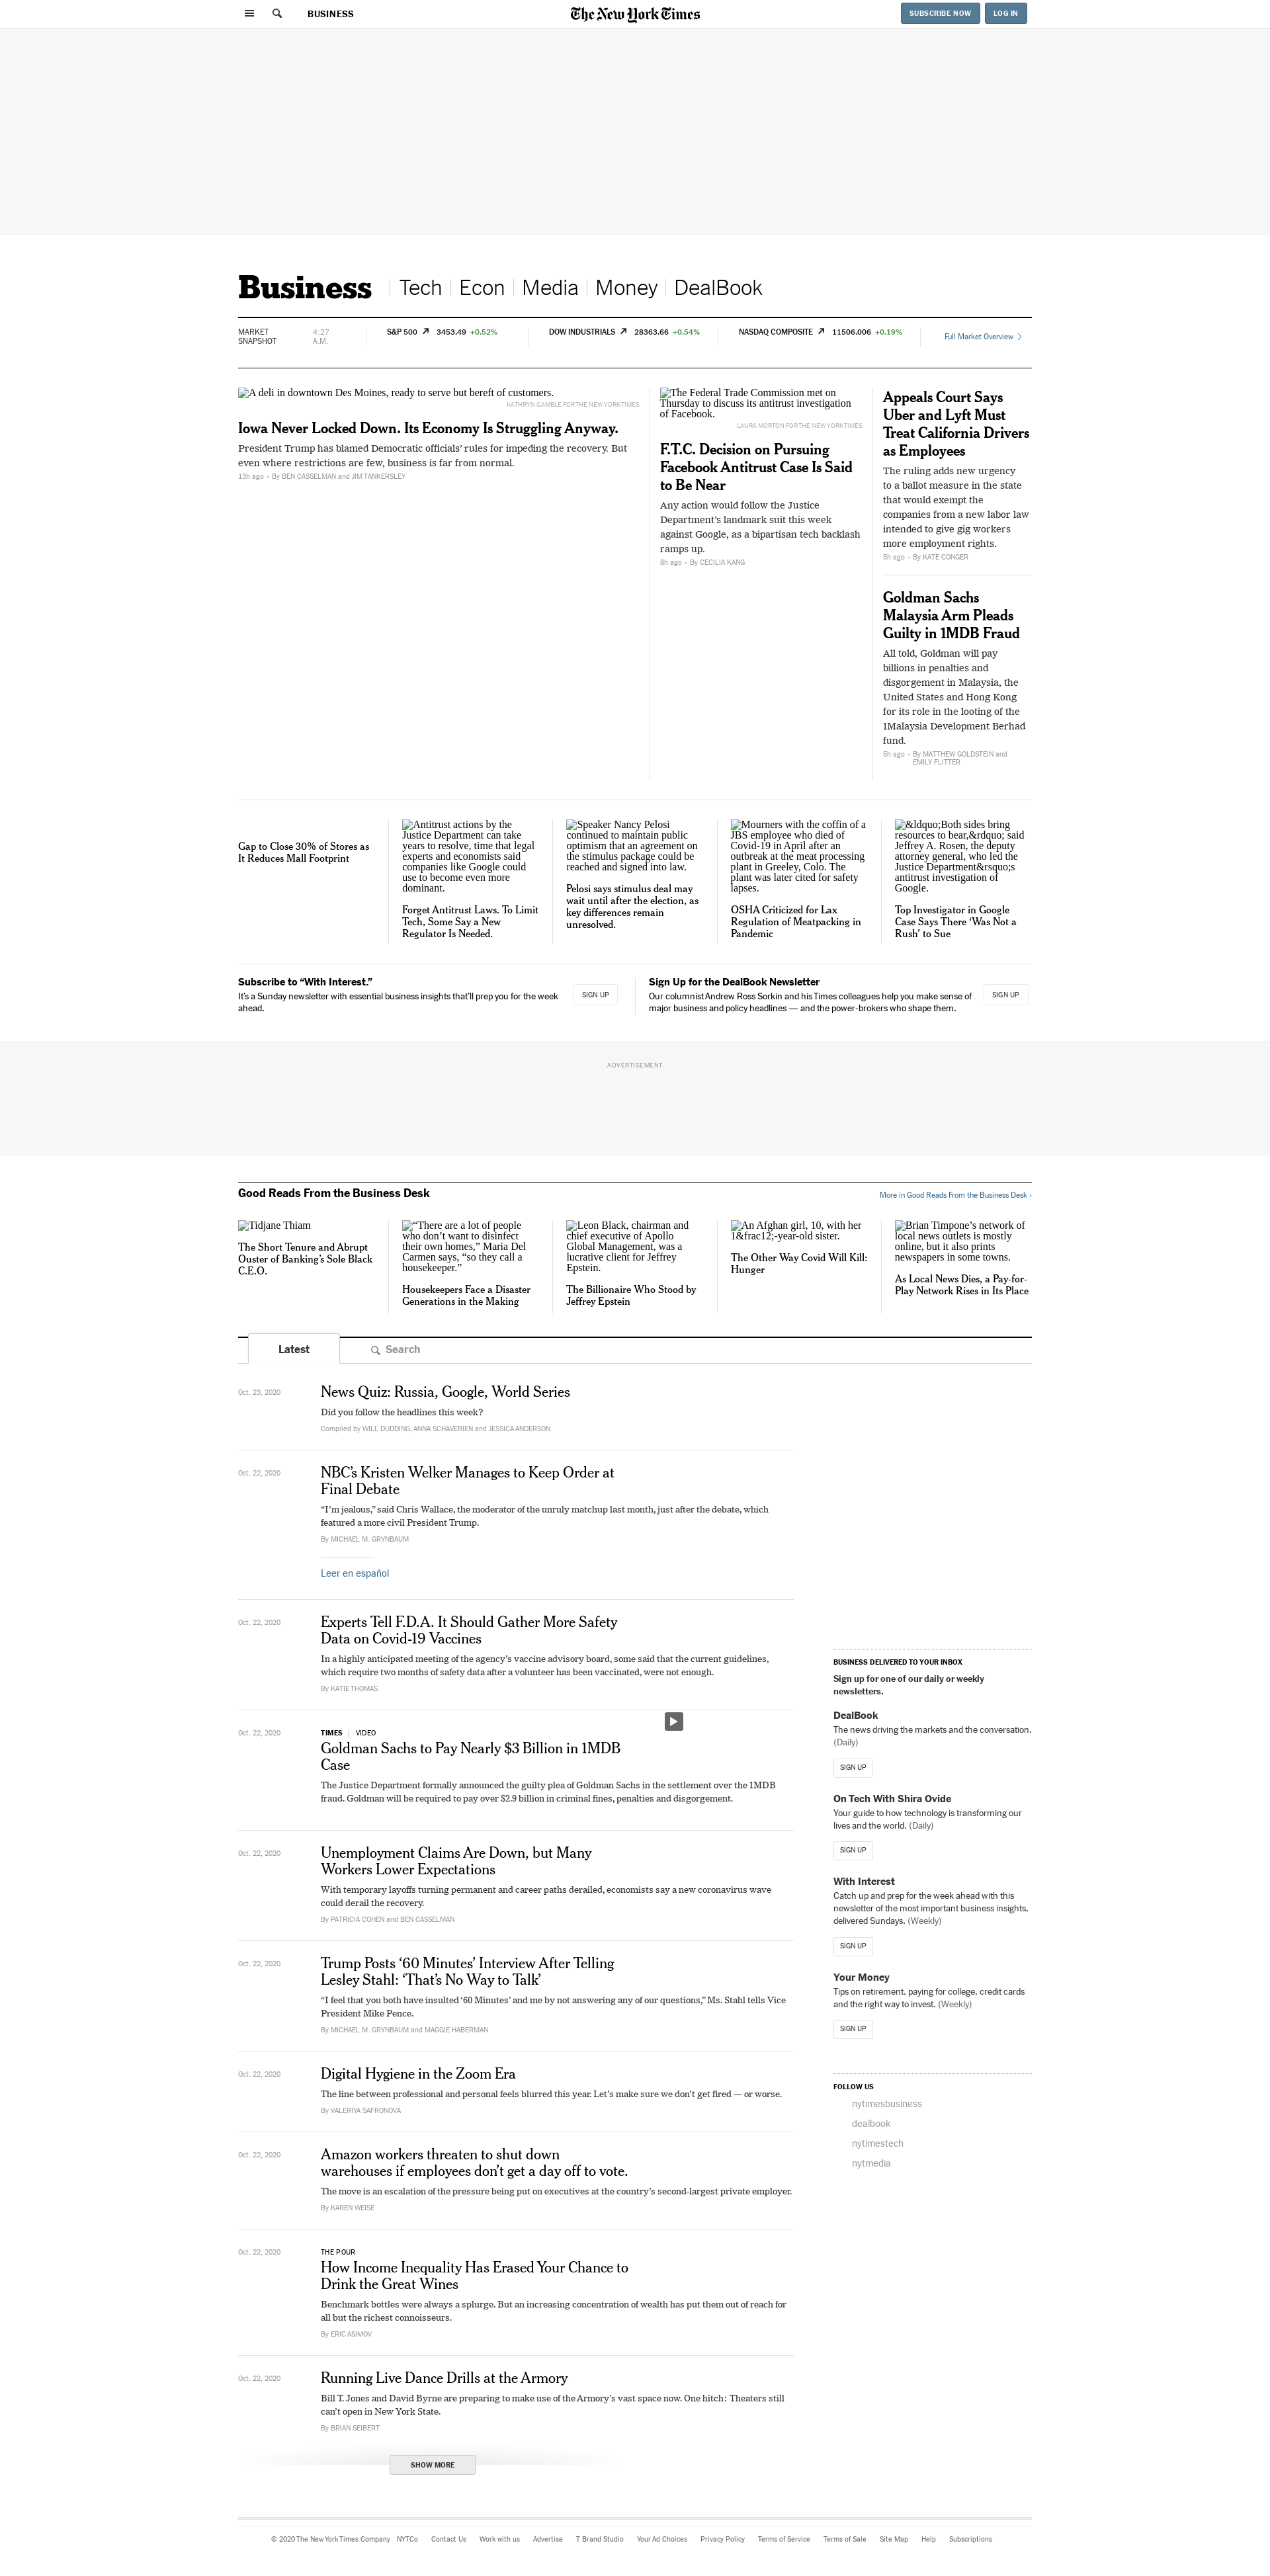 BUSINESS
The New York Times
SUBSCRIBE NOW
LOG IN
Business
Tech
Econ
Media
Money
DealBook
MARKET
SNAPSHOT
4:27
A.M.
S&P 500 3453.49 +0.52%
DOW INDUSTRIALS 28363.66 +0.54%
NASDAQ COMPOSITE 11506.006 +0.19%
Full Market Overview
A deli in downtown Des Moines, ready to serve but bereft of customers.
KATHRYN GAMBLE FOR THE NEW YORK TIMES
Iowa Never Locked Down. Its Economy Is Struggling Anyway.
President Trump has blamed Democratic officials’ rules for impeding the recovery. But
even where restrictions are few, business is far from normal.
13h ago - By BEN CASSELMAN and JIM TANKERSLEY
The Federal Trade Commission met on
Thursday to discuss its antitrust investigation
of Facebook.
LAURA MORTON FOR THE NEW YORK TIMES
F.T.C. Decision on Pursuing
Facebook Antitrust Case Is Said
to Be Near
Any action would follow the Justice
Department’s landmark suit this week
against Google, as a bipartisan tech backlash
ramps up.
8h ago - By CECILIA KANG
Appeals Court Says
Uber and Lyft Must
Treat California Drivers
as Employees
The ruling adds new urgency
to a ballot measure in the state
that would exempt the
companies from a new labor law
intended to give gig workers
more employment rights.
5h ago - By KATE CONGER
Goldman Sachs
Malaysia Arm Pleads
Guilty in 1MDB Fraud
All told, Goldman will pay
billions in penalties and
disgorgement in Malaysia, the
United States and Hong Kong
for its role in the looting of the
1Malaysia Development Berhad
fund.
5h ago - By MATTHEW GOLDSTEIN and
EMILY FLITTER
Gap to Close 30% of Stores as
It Reduces Mall Footprint
Antitrust actions by the
Justice Department can take
years to resolve, time that legal
experts and economists said
companies like Google could
use to become even more
dominant.
Forget Antitrust Laws. To Limit
Tech, Some Say a New
Regulator Is Needed.
Speaker Nancy Pelosi
continued to maintain public
optimism that an agreement on
the stimulus package could be
reached and signed into law.
Pelosi says stimulus deal may
wait until after the election, as
key differences remain
unresolved.
Mourners with the coffin of a
JBS employee who died of
Covid-19 in April after an
outbreak at the meat processing
plant in Greeley, Colo. The
plant was later cited for safety
lapses.
OSHA Criticized for Lax
Regulation of Meatpacking in
Pandemic
&ldquo;Both sides bring
resources to bear,&rdquo; said
Jeffrey A. Rosen, the deputy
attorney general, who led the
Justice Department&rsquo;s
antitrust investigation of
Google.
Top Investigator in Google
Case Says There ‘Was Not a
Rush’ to Sue
Subscribe to “With Interest.”
It’s a Sunday newsletter with essential business insights that’ll prep you for the week
ahead.
SIGN UP
Sign Up for the DealBook Newsletter
Our columnist Andrew Ross Sorkin and his Times colleagues help you make sense of
major business and policy headlines — and the power-brokers who shape them.
SIGN UP
ADVERTISEMENT
Good Reads From the Business Desk
More in Good Reads From the Business Desk ›
Tidjane Thiam
The Short Tenure and Abrupt
Ouster of Banking’s Sole Black
C.E.O.
“There are a lot of people
who don’t want to disinfect
their own homes,” Maria Del
Carmen says, “so they call a
housekeeper.”
Housekeepers Face a Disaster
Generations in the Making
Leon Black, chairman and
chief executive of Apollo
Global Management, was a
lucrative client for Jeffrey
Epstein.
The Billionaire Who Stood by
Jeffrey Epstein
An Afghan girl, 10, with her
1&frac12;-year-old sister.
The Other Way Covid Will Kill:
Hunger
Brian Timpone’s network of
local news outlets is mostly
online, but it also prints
newspapers in some towns.
As Local News Dies, a Pay-for-
Play Network Rises in Its Place
Latest
Search
Oct. 23, 2020
News Quiz: Russia, Google, World Series
Did you follow the headlines this week?
Compiled by WILL DUDDING, ANNA SCHAVERIEN and JESSICA ANDERSON
Oct. 22, 2020
NBC’s Kristen Welker Manages to Keep Order at
Final Debate
“I’m jealous,” said Chris Wallace, the moderator of the unruly matchup last month, just after the debate, which
featured a more civil President Trump.
By MICHAEL M. GRYNBAUM
Leer en español
Oct. 22, 2020
Experts Tell F.D.A. It Should Gather More Safety
Data on Covid-19 Vaccines
In a highly anticipated meeting of the agency’s vaccine advisory board, some said that the current guidelines,
which require two months of safety data after a volunteer has been vaccinated, were not enough.
By KATIE THOMAS
Oct. 22, 2020
TIMES | VIDEO
Goldman Sachs to Pay Nearly $3 Billion in 1MDB
Case
The Justice Department formally announced the guilty plea of Goldman Sachs in the settlement over the 1MDB
fraud. Goldman will be required to pay over $2.9 billion in criminal fines, penalties and disgorgement.
Oct. 22, 2020
Unemployment Claims Are Down, but Many
Workers Lower Expectations
With temporary layoffs turning permanent and career paths derailed, economists say a new coronavirus wave
could derail the recovery.
By PATRICIA COHEN and BEN CASSELMAN
Oct. 22, 2020
Trump Posts ‘60 Minutes’ Interview After Telling
Lesley Stahl: ‘That’s No Way to Talk’
“I feel that you both have insulted ‘60 Minutes’ and me by not answering any of our questions,” Ms. Stahl tells Vice
President Mike Pence.
By MICHAEL M. GRYNBAUM and MAGGIE HABERMAN
Oct. 22, 2020
Digital Hygiene in the Zoom Era
The line between professional and personal feels blurred this year. Let’s make sure we don’t get fired — or worse.
By VALERIYA SAFRONOVA
Oct. 22, 2020
Amazon workers threaten to shut down
warehouses if employees don’t get a day off to vote.
The move is an escalation of the pressure being put on executives at the country’s second-largest private employer.
By KAREN WEISE
Oct. 22, 2020
THE POUR
How Income Inequality Has Erased Your Chance to
Drink the Great Wines
Benchmark bottles were always a splurge. But an increasing concentration of wealth has put them out of reach for
all but the richest connoisseurs.
By ERIC ASIMOV
Oct. 22, 2020
Running Live Dance Drills at the Armory
Bill T. Jones and David Byrne are preparing to make use of the Armory’s vast space now. One hitch: Theaters still
can’t open in New York State.
By BRIAN SEIBERT
SHOW MORE
BUSINESS DELIVERED TO YOUR INBOX
Sign up for one of our daily or weekly
newsletters.
DealBook
The news driving the markets and the conversation.
(Daily)
SIGN UP
On Tech With Shira Ovide
Your guide to how technology is transforming our
lives and the world. (Daily)
SIGN UP
With Interest
Catch up and prep for the week ahead with this
newsletter of the most important business insights,
delivered Sundays. (Weekly)
SIGN UP
Your Money
Tips on retirement, paying for college, credit cards
and the right way to invest. (Weekly)
SIGN UP
FOLLOW US
nytimesbusiness
dealbook
nytimestech
nytmedia
© 2020 The New York Times Company NYTCo Contact Us Work with us Advertise T Brand Studio Your Ad Choices Privacy Policy Terms of Service Terms of Sale Site Map Help Subscriptions